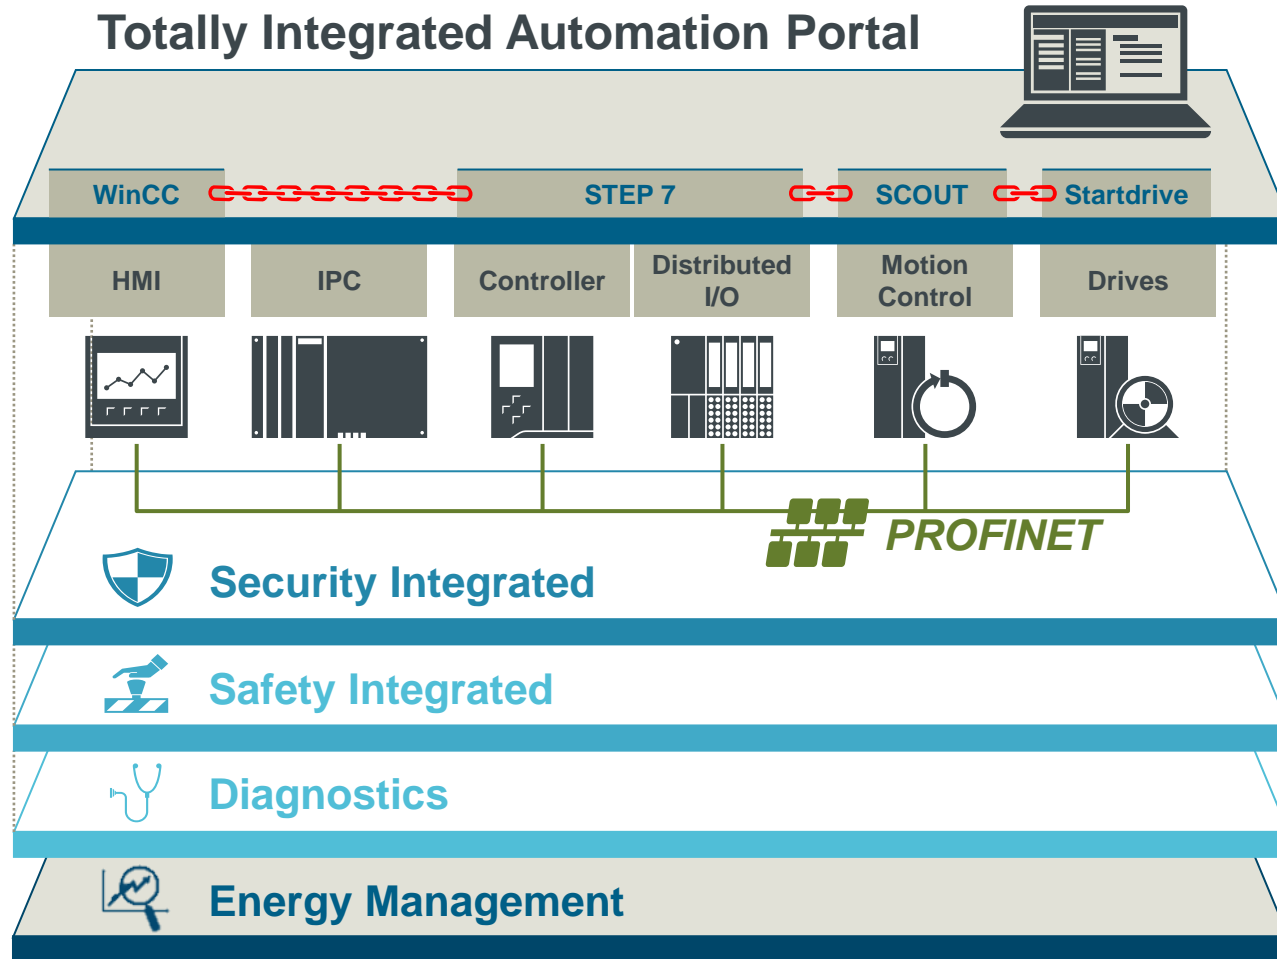 Totally Integrated Automation Portal
WinCC
STEP 7
SCOUT
Startdrive
HMI
IPC
Controller
Distributed
I/O
Motion
Control
Drives
PROFINET
Security Integrated
Safety Integrated
Diagnostics
Energy Management